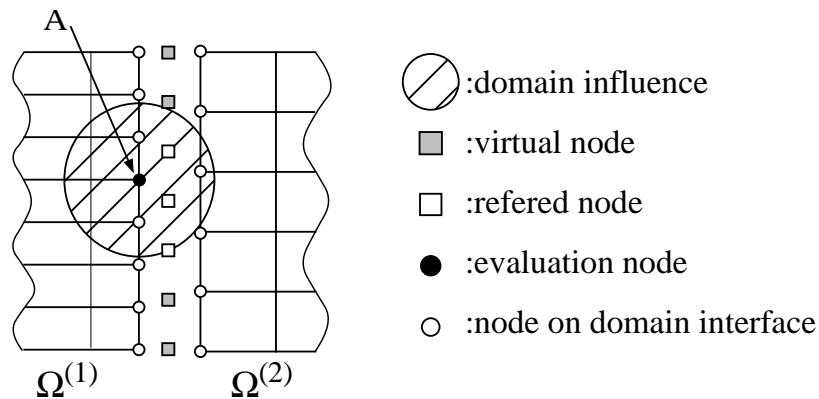 A
:domain influence
:virtual node
:refered node
:evaluation node
:node on domain interface
Ω(1)
Ω(2)